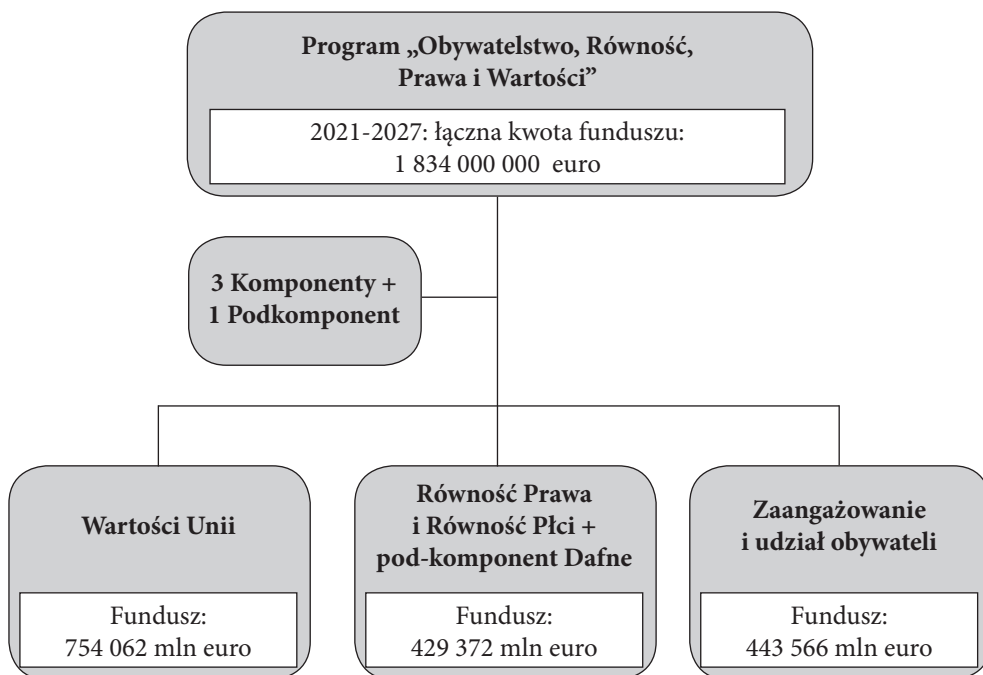 Program „Obywatelstwo, Równość,
Prawa i Wartości”
2021-2027: łączna kwota funduszu:
1 834 000 000 euro
3 Komponenty +
1 Podkomponent
Wartości Unii
Fundusz:
754 062 mln euro
Równość Prawa
i Równość Płci +
pod-komponent Dafne
Fundusz:
429 372 mln euro
Zaangażowanie
i udział obywateli
Fundusz:
443 566 mln euro